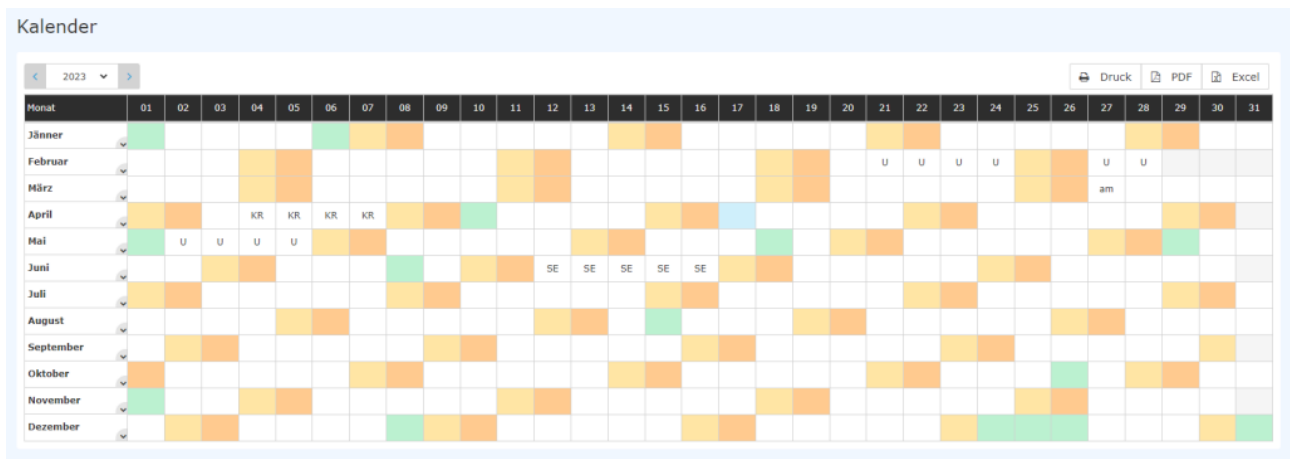 Kalender
2023 Druck PDF Excel
Monat 01 02 03 04 05 06 07 08 09 10 11 12 13 14 15 16 17 18 19 20 21 22 23 24 25 26 27 28 29 30 31
Jänner
Februar U U U U U U
März am
April KR KR KR KR
Mai U U U U
Juni SE SE SE SE SE
Juli
August
September
Oktober
November
Dezember